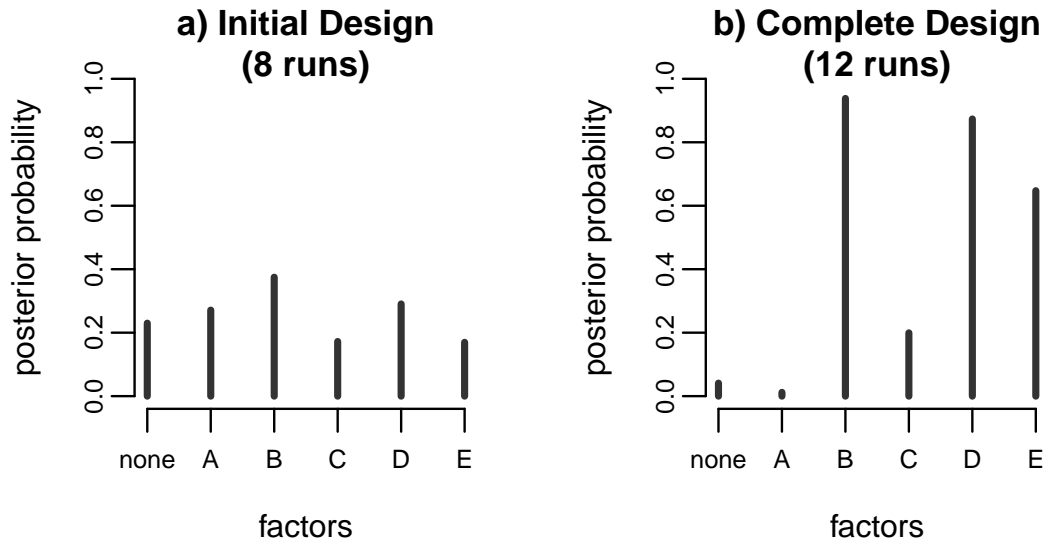 a) Initial Design
(8 runs)
posterior probability
1.0
0.8
0.6
0.4
0.2
0.0
none A B C D E
factors
b) Complete Design
(12 runs)
posterior probability
1.0
0.8
0.6
0.4
0.2
0.0
none A B C D E
factors